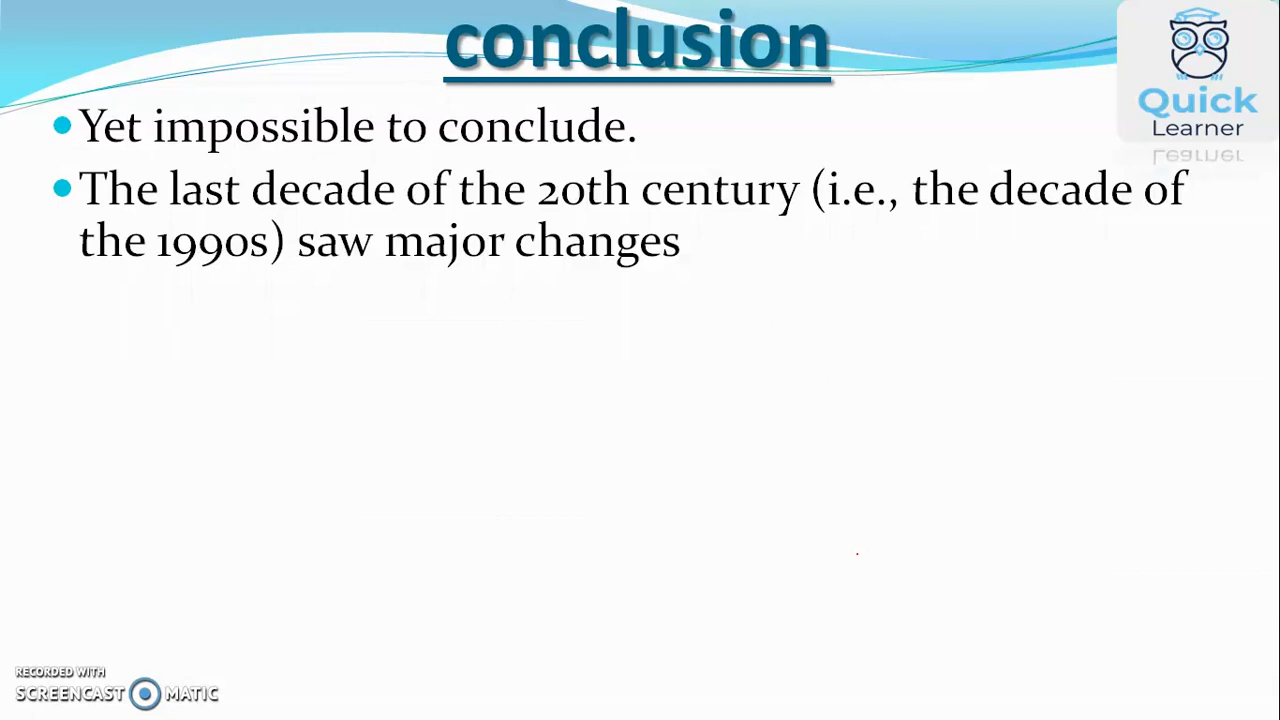 conclusion
Quick
Learner
• Yet impossible to conclude.
• The last decade of the 20th century (i.e., the decade of
the 1990s) saw major changes
RECORDED WITH
SCREENCAST MATIC